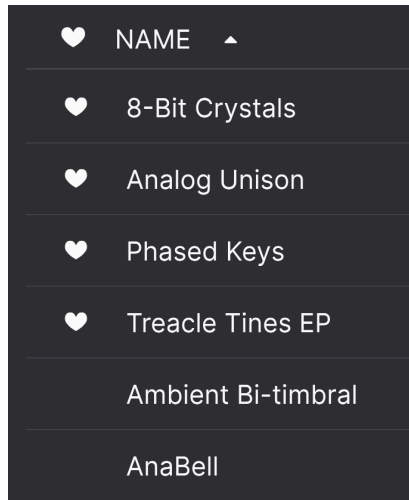 NAME
8-Bit Crystals
Analog Unison
Phased Keys
Treacle Tines EP
Ambient Bi-timbral
AnaBell